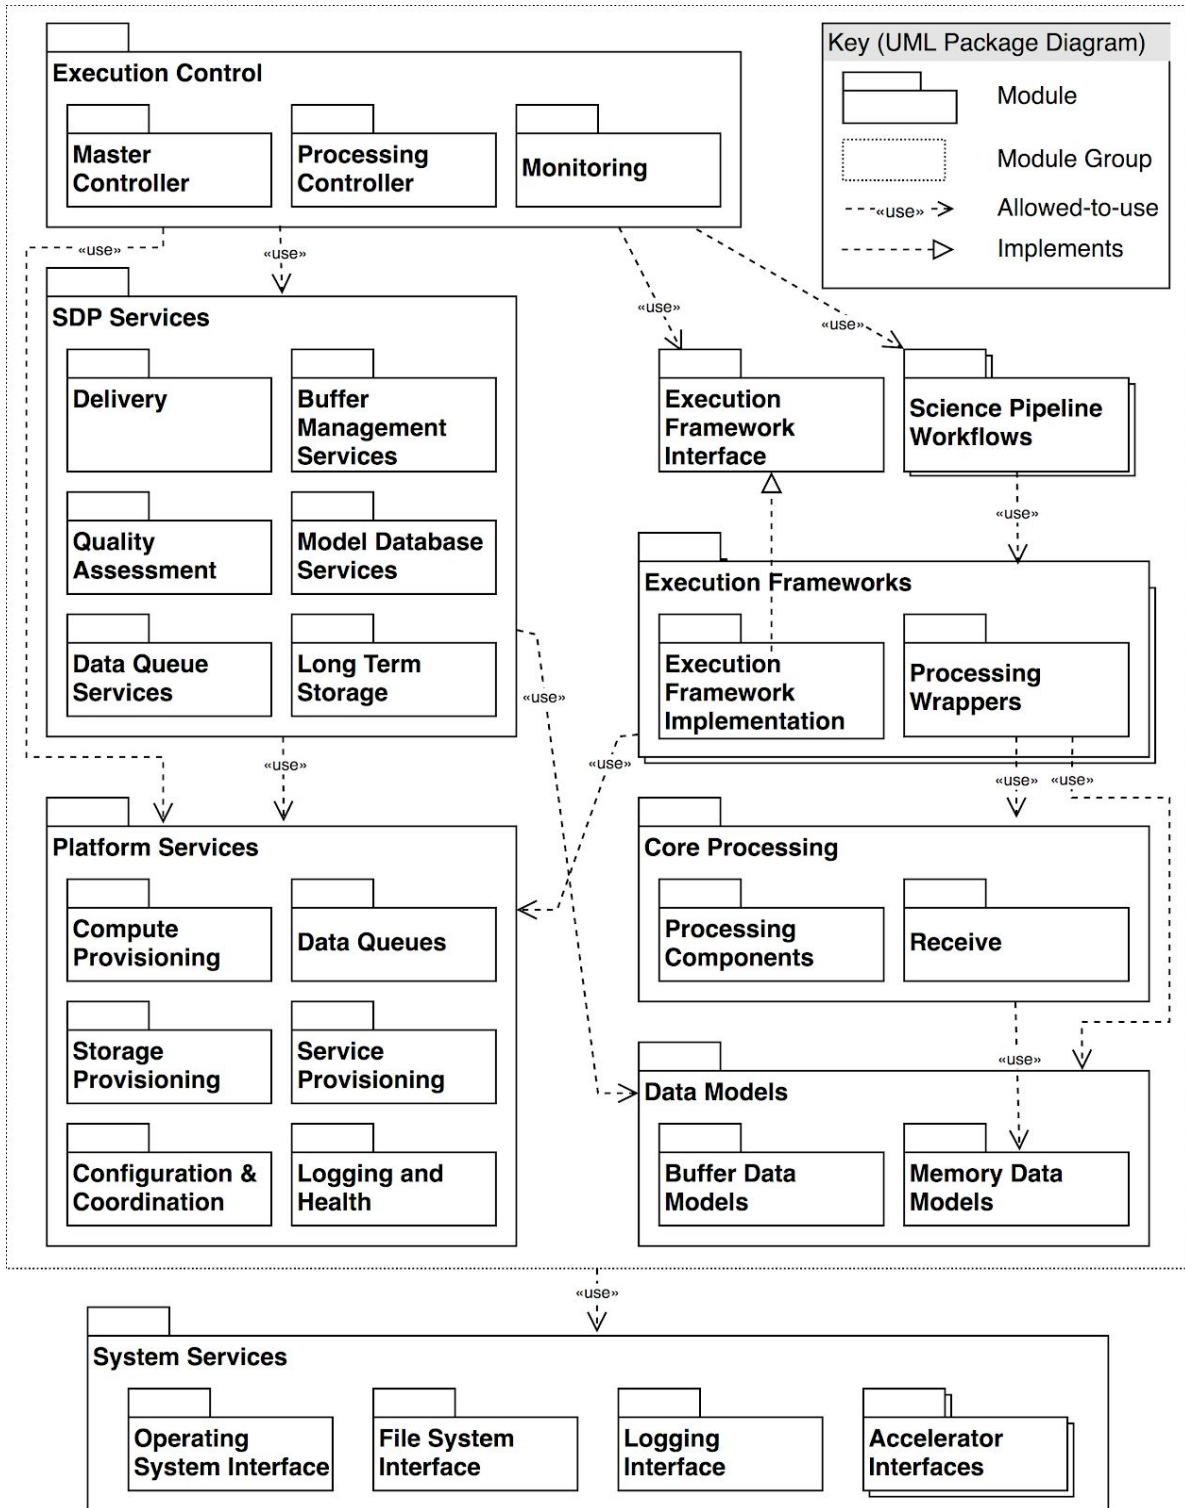 Key (UML Package Diagram)
Module
Module Group
«use»
Allowed-to-use
Implements
Execution Control
Master
Controller
Processing
Controller
Monitoring
«use»
«use»
«use»
«use»
SDP Services
Delivery
Buffer
Management
Services
Quality
Assessment
Model Database
Services
Data Queue
Services
Long Term
Storage
Execution
Framework
Interface
Science Pipeline
Workflows
«use»
Execution Frameworks
Execution
Framework
Implementation
Processing
Wrappers
«use»
«use»
«use»
«use»
«use»
Platform Services
Compute
Provisioning
Data Queues
Storage
Provisioning
Service
Provisioning
Configuration &
Coordination
Logging and
Health
Core Processing
Processing
Components
Receive
«use»
Data Models
Buffer Data
Models
Memory Data
Models
«use»
System Services
Operating
System Interface
File System
Interface
Logging
Interface
Accelerator
Interfaces